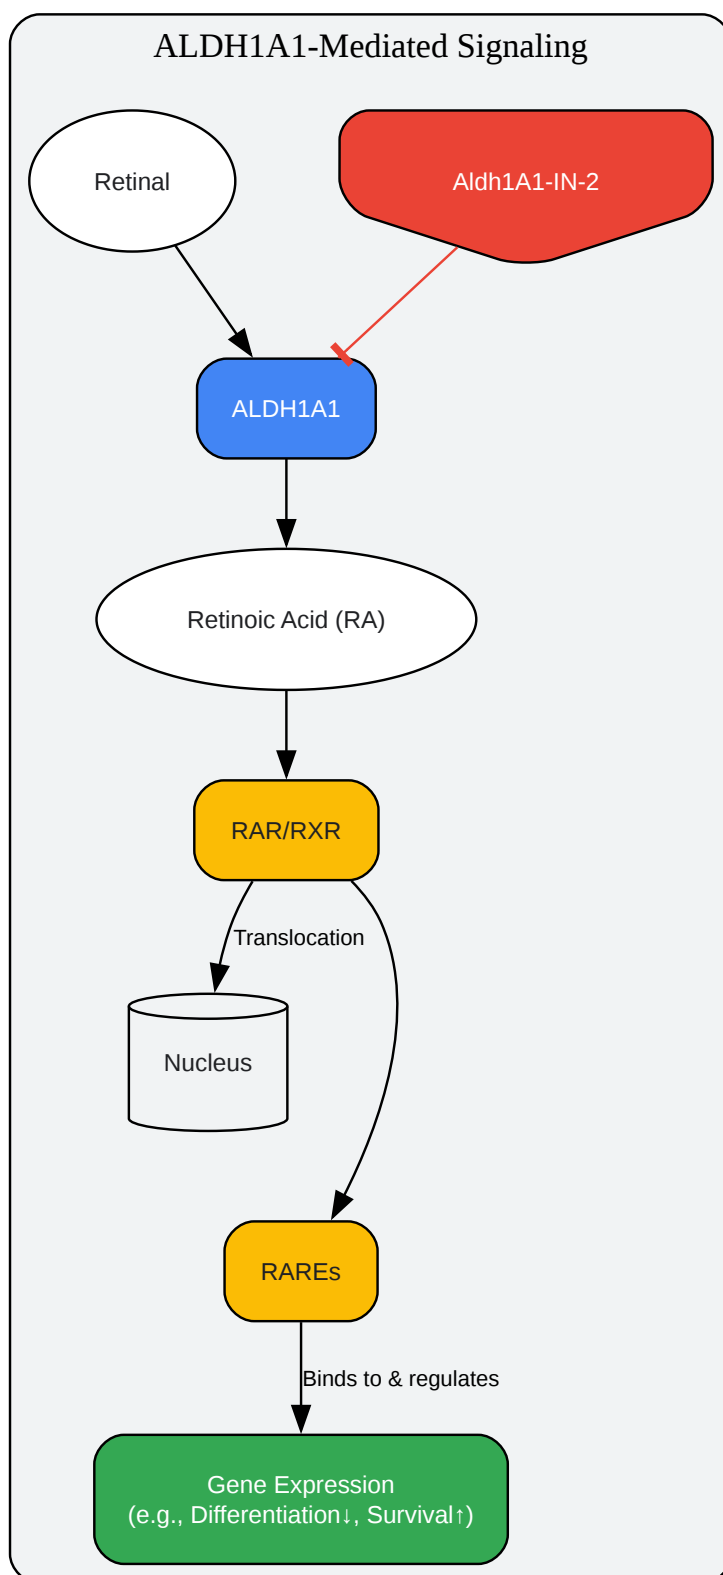 ALDH1A1-Mediated Signaling
Retinal
Aldh1A1-IN-2
ALDH1A1
Retinoic Acid (RA)
RAR/RXR
Translocation
Nucleus
RAREs
Binds to & regulates
Gene Expression
(e.g., Differentiation↓, Survival↑)